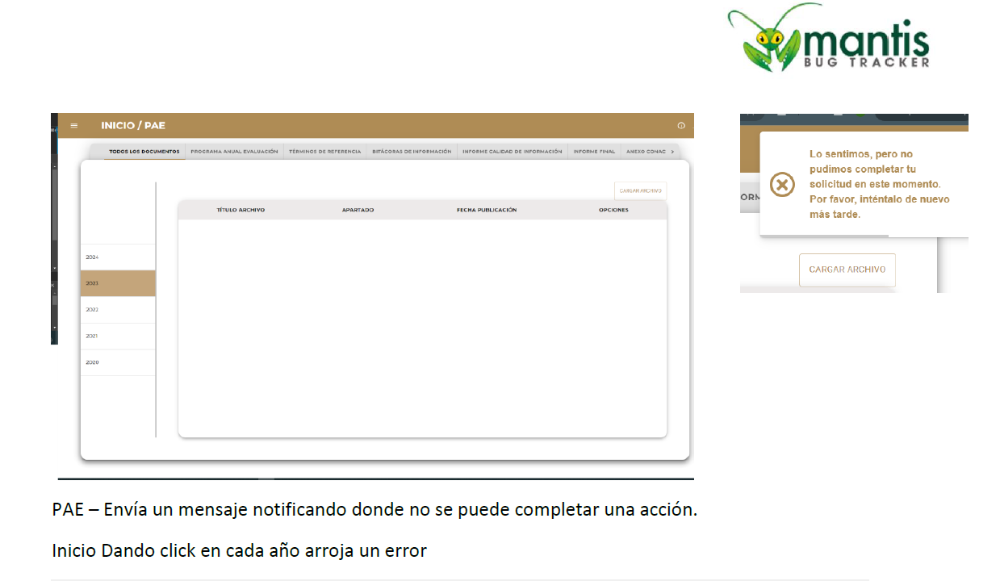 mantis
BUG TRACKER
INICIO / PAE
TODOS LOS DOCUMENTOS PROGRAMA ANUAL EVALUACIÓN TÉRMINOS DE REFERENCIA BITÁCORAS DE INFORMACIÓN INFORME CALIDAD DE INFORMACIÓN INFORME FINAL ANEXO CONAC >
CARGAR ARCHIVO
TÍTULO ARCHIVO APARTADO FECHA PUBLICACIÓN OPCIONES
2024
2023
2022
2021
2020
Lo sentimos, pero no
pudimos completar tu
solicitud en este momento.
Por favor, inténtalo de nuevo
más tarde.
ORM
CARGAR ARCHIVO
PAE – Envía un mensaje notificando donde no se puede completar una acción.
Inicio Dando click en cada año arroja un error